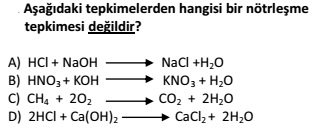 Aşağıdaki tepkimelerden hangisi bir nötrleşme
tepkimesi değildir?
A) HCl + NaOH ⟶ NaCl +H₂O
B) HNO₃ + KOH ⟶ KNO₃ + H₂O
C) CH₄ + 2O₂ ⟶ CO₂ + 2H₂O
D) 2HCl + Ca(OH)₂ ⟶ CaCl₂ + 2H₂O